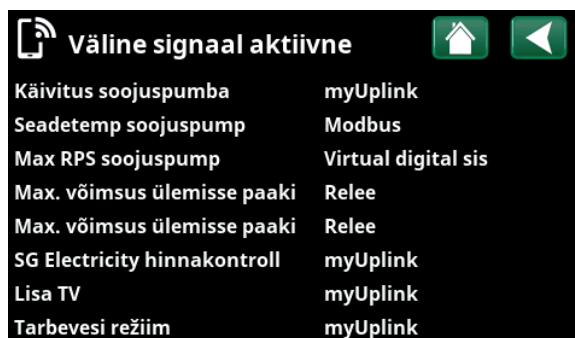 Väline signaal aktiivne
Käivitus soojuspumba myUplink
Seadetemp soojuspump Modbus
Max RPS soojuspump Virtual digital sis
Max. võimsus ülemisse paaki Relee
Max. võimsus ülemisse paaki Relee
SG Electricity hinnakontroll myUplink
Lisa TV myUplink
Tarbevesi režiim myUplink